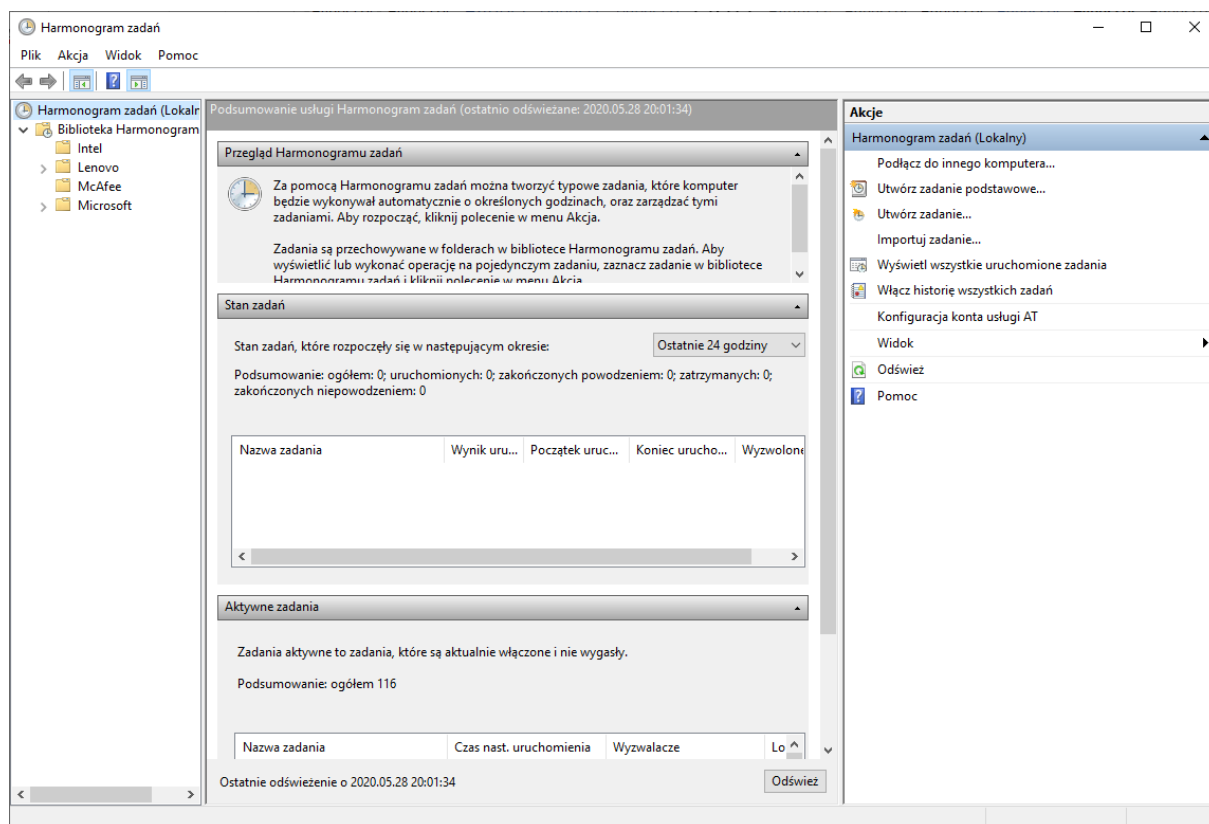 Harmonogram zadań
Plik Akcja Widok Pomoc
Harmonogram zadań (Lokalr
Biblioteka Harmonogram
Intel
Lenovo
McAfee
Microsoft
Podsumowanie usługi Harmonogram zadań (ostatnio odświeżane: 2020.05.28 20:01:34)
Przegląd Harmonogramu zadań
Za pomocą Harmonogramu zadań można tworzyć typowe zadania, które komputer
będzie wykonywał automatycznie o określonych godzinach, oraz zarządzać tymi
zadaniami. Aby rozpocząć, kliknij polecenie w menu Akcja.
Zadania są przechowywane w folderach w bibliotece Harmonogramu zadań. Aby
wyświetlić lub wykonać operację na pojedynczym zadaniu, zaznacz zadanie w bibliotece
Harmonogramu zadań i kliknij polecenie w menu Akcja.
Stan zadań
Stan zadań, które rozpoczęły się w następującym okresie: Ostatnie 24 godziny
Podsumowanie: ogółem: 0; uruchomionych: 0; zakończonych powodzeniem: 0; zatrzymanych: 0;
zakończonych niepowodzeniem: 0
Nazwa zadania Wynik uru... Początek uruc... Koniec urucho... Wyzwolone
Aktywne zadania
Zadania aktywne to zadania, które są aktualnie włączone i nie wygasły.
Podsumowanie: ogółem 116
Nazwa zadania Czas nast. uruchomienia Wyzwalacze Lo
Ostatnie odświeżenie o 2020.05.28 20:01:34 Odśwież
Akcje
Harmonogram zadań (Lokalny)
Podłącz do innego komputera...
Utwórz zadanie podstawowe...
Utwórz zadanie...
Importuj zadanie...
Wyświetl wszystkie uruchomione zadania
Włącz historię wszystkich zadań
Konfiguracja konta usługi AT
Widok
Odśwież
Pomoc